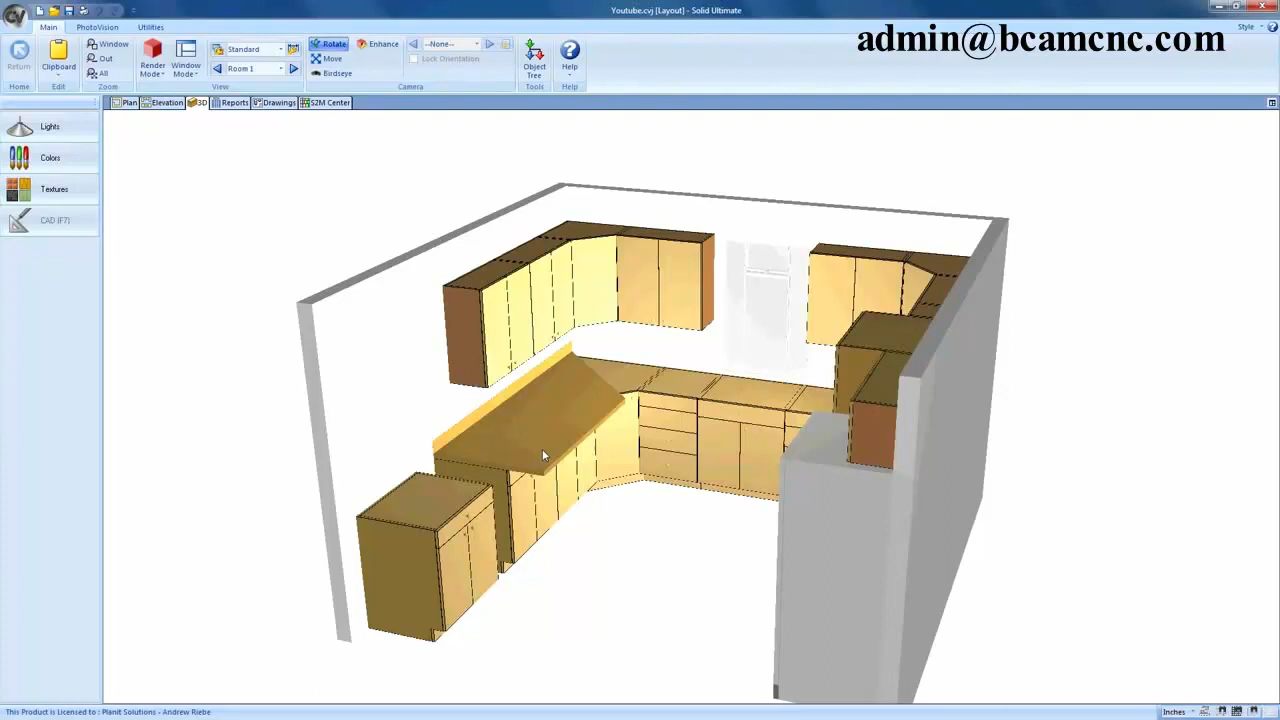 Youtube.cvj [Layout] - Solid Ultimate
CV
Main PhotoVision Utilities
Style
admin@bcamcnc.com
Return
Clipboard
Window
Out
All
Render Mode
Window Mode
Standard
Room 1
Rotate
Move
Birdseye
Enhance
--None--
Lock Orientation
Object Tree
Help
Home Edit Zoom View Camera Tools Help
Plan Elevation 3D Reports Drawings S2M Center
Lights
Colors
Textures
CAD (F7)
This Product is Licensed to : Planit Solutions - Andrew Riebe
Inches